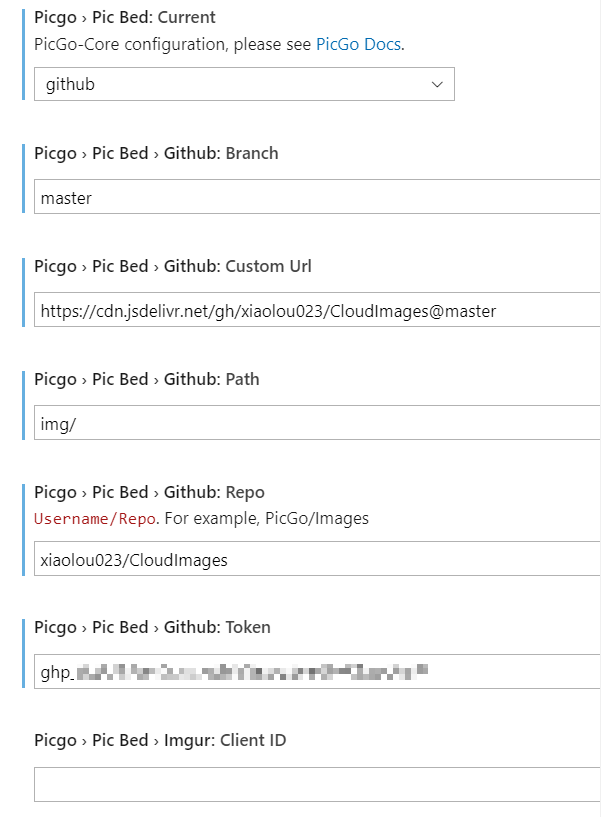 Picgo › Pic Bed: Current
PicGo-Core configuration, please see PicGo Docs.
github
Picgo › Pic Bed › Github: Branch
master
Picgo › Pic Bed › Github: Custom Url
https://cdn.jsdelivr.net/gh/xiaolou023/CloudImages@master
Picgo › Pic Bed › Github: Path
img/
Picgo › Pic Bed › Github: Repo
Username/Repo. For example, PicGo/Images
xiaolou023/CloudImages
Picgo › Pic Bed › Github: Token
ghp_
Picgo › Pic Bed › Imgur: Client ID